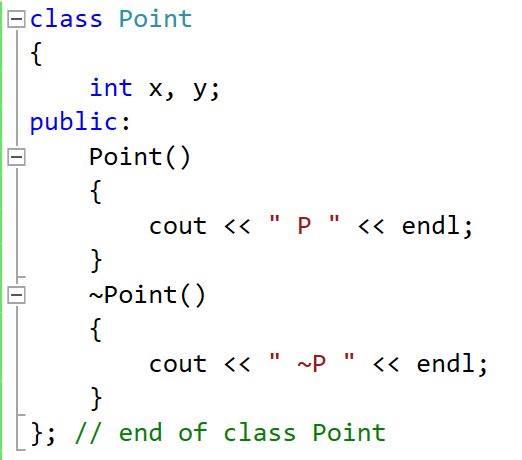 class Point
{
    int x, y;
public:
    Point()
    {
        cout << " P " << endl;
    }
    ~Point()
    {
        cout << " ~P " << endl;
    }
}; // end of class Point